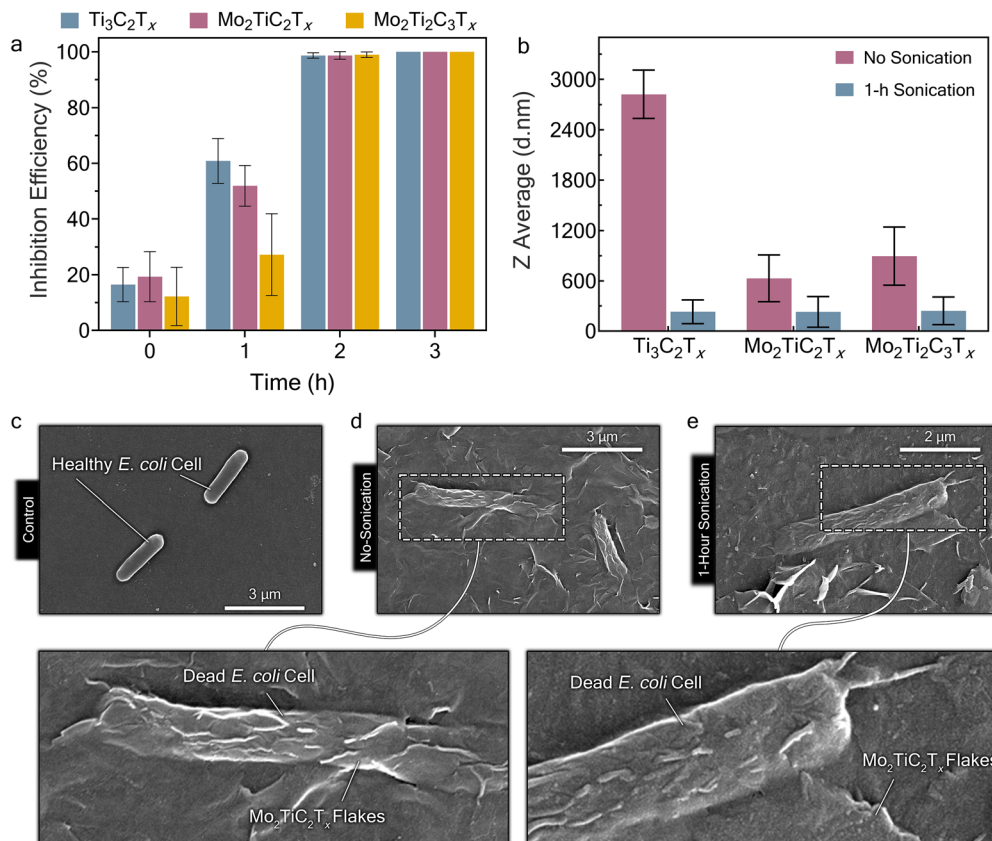 Ti₃C₂Tₓ Mo₂TiC₂Tₓ Mo₂Ti₂C₃Tₓ
a
Inhibition Efficiency (%)
100
80
60
40
20
0
0 1 2 3
Time (h)
b
No Sonication
1-h Sonication
Z Average (d.nm)
3000
2400
1800
1200
600
0
Ti₃C₂Tₓ Mo₂TiC₂Tₓ Mo₂Ti₂C₃Tₓ
c
Control
Healthy E. coli Cell
3 µm
d
No-Sonication
3 µm
e
1-Hour Sonication
2 µm
Dead E. coli Cell
Mo₂TiC₂Tₓ Flakes
Dead E. coli Cell
Mo₂TiC₂Tₓ Flakes